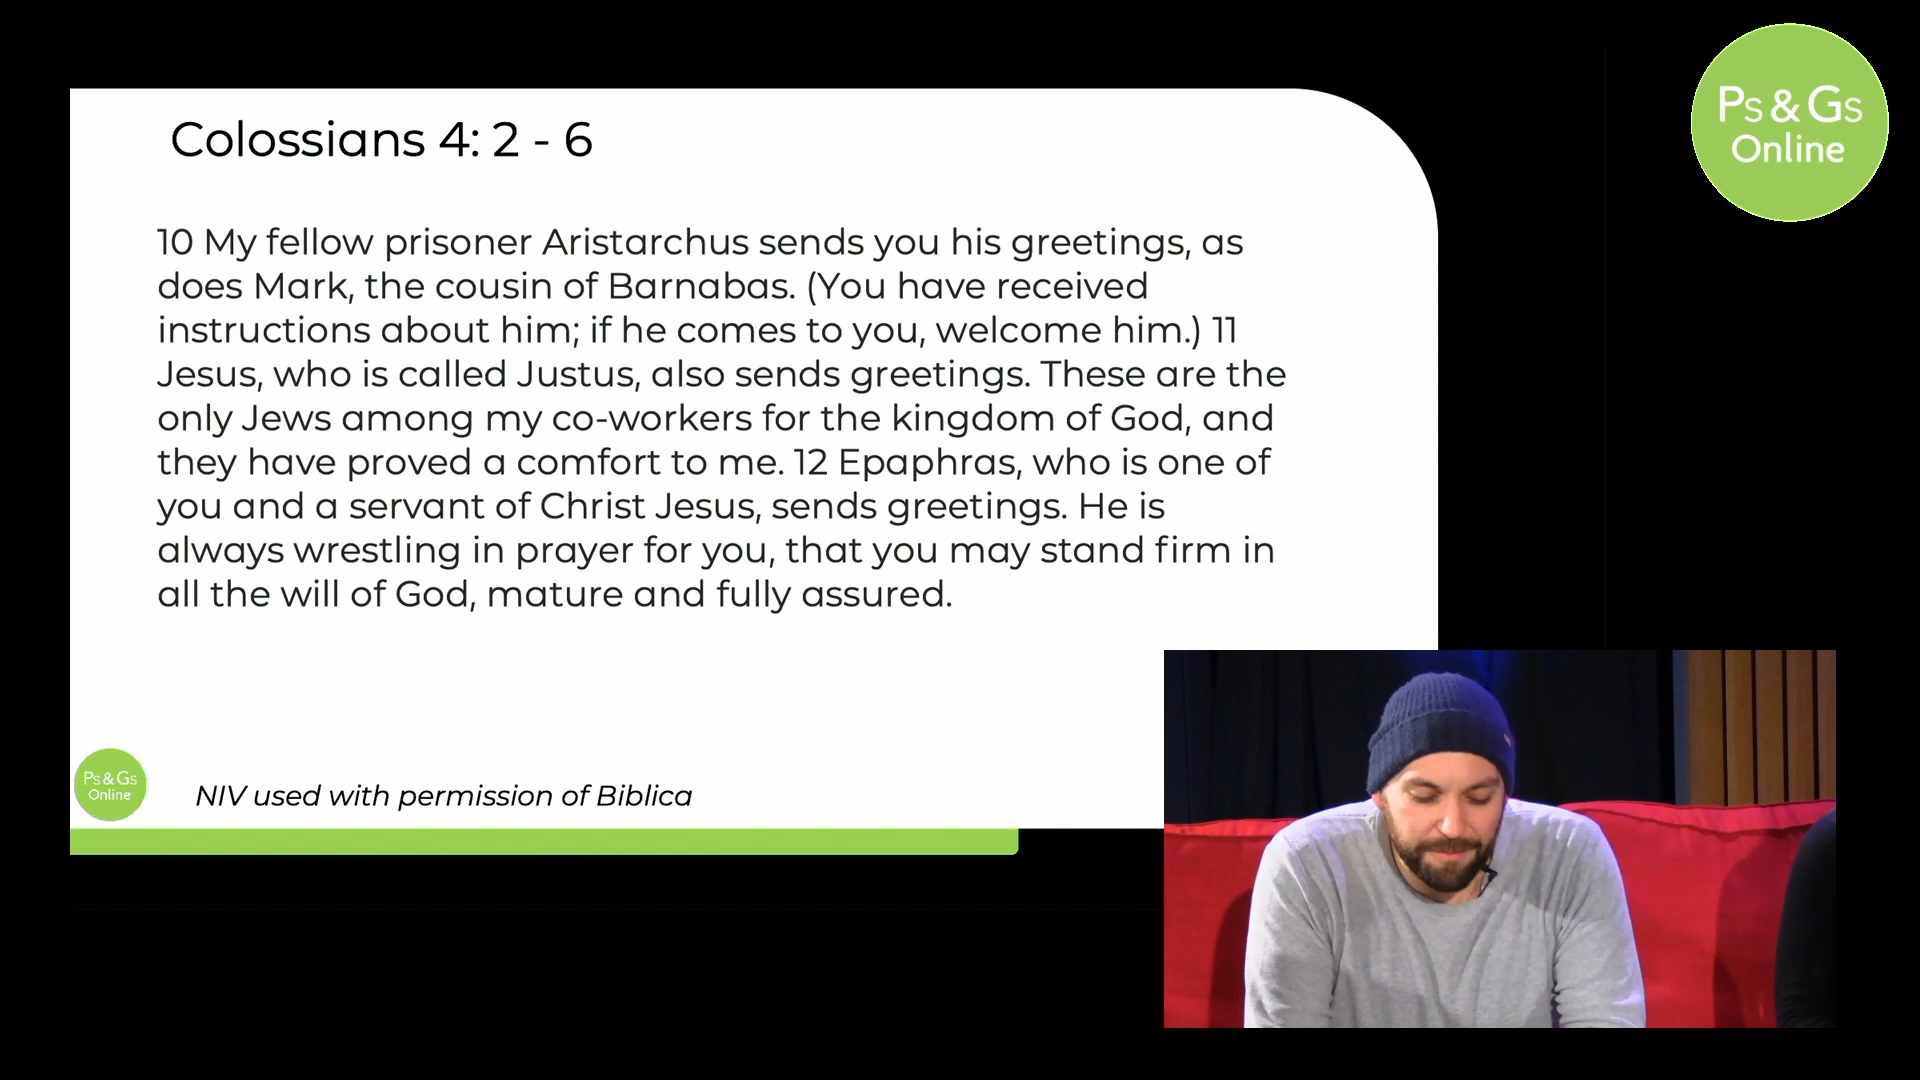 Ps & Gs
Online
Colossians 4: 2 - 6
10 My fellow prisoner Aristarchus sends you his greetings, as
does Mark, the cousin of Barnabas. (You have received
instructions about him; if he comes to you, welcome him.) 11
Jesus, who is called Justus, also sends greetings. These are the
only Jews among my co-workers for the kingdom of God, and
they have proved a comfort to me. 12 Epaphras, who is one of
you and a servant of Christ Jesus, sends greetings. He is
always wrestling in prayer for you, that you may stand firm in
all the will of God, mature and fully assured.
Ps & Gs
Online
NIV used with permission of Biblica